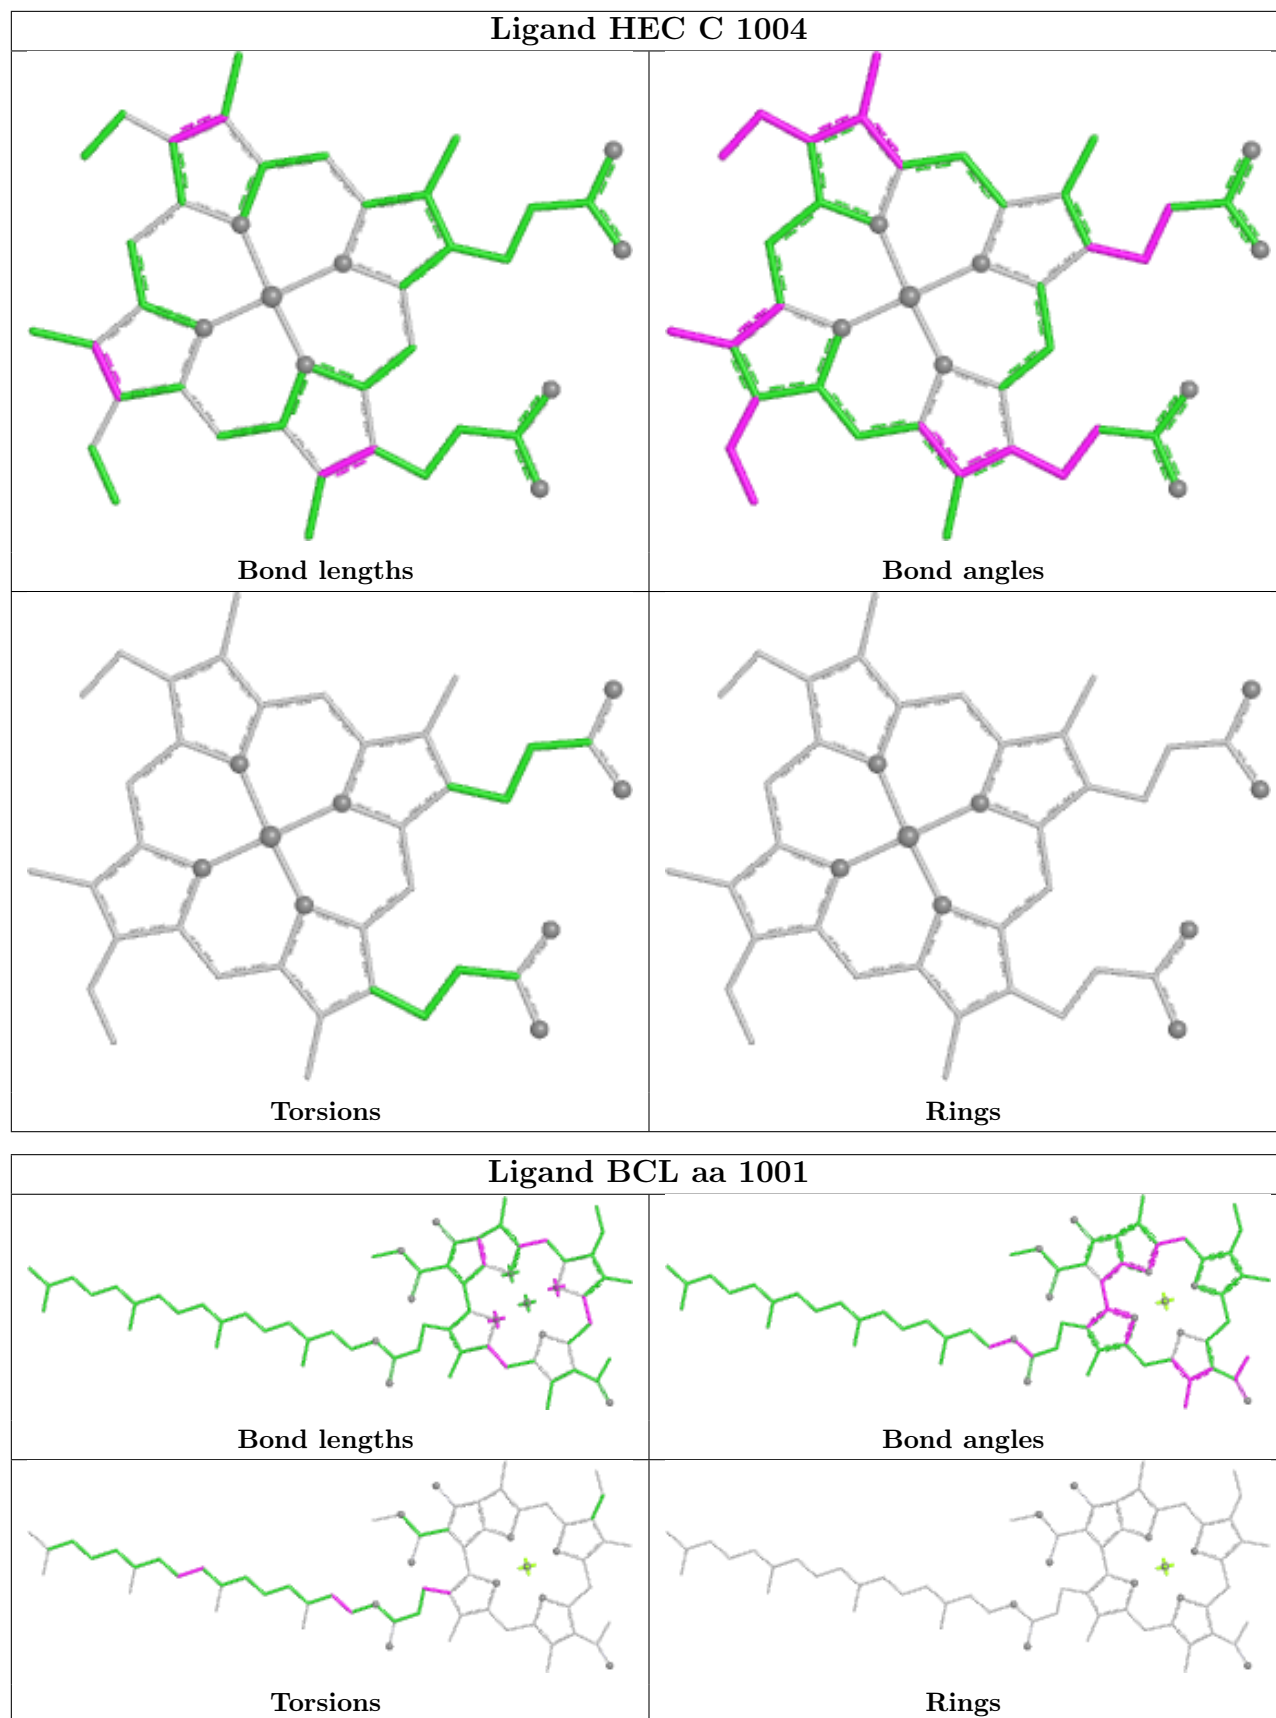 Ligand HEC C 1004
Bond lengths
Bond angles
Torsions
Rings
Ligand BCL aa 1001
Bond lengths
Bond angles
Torsions
Rings